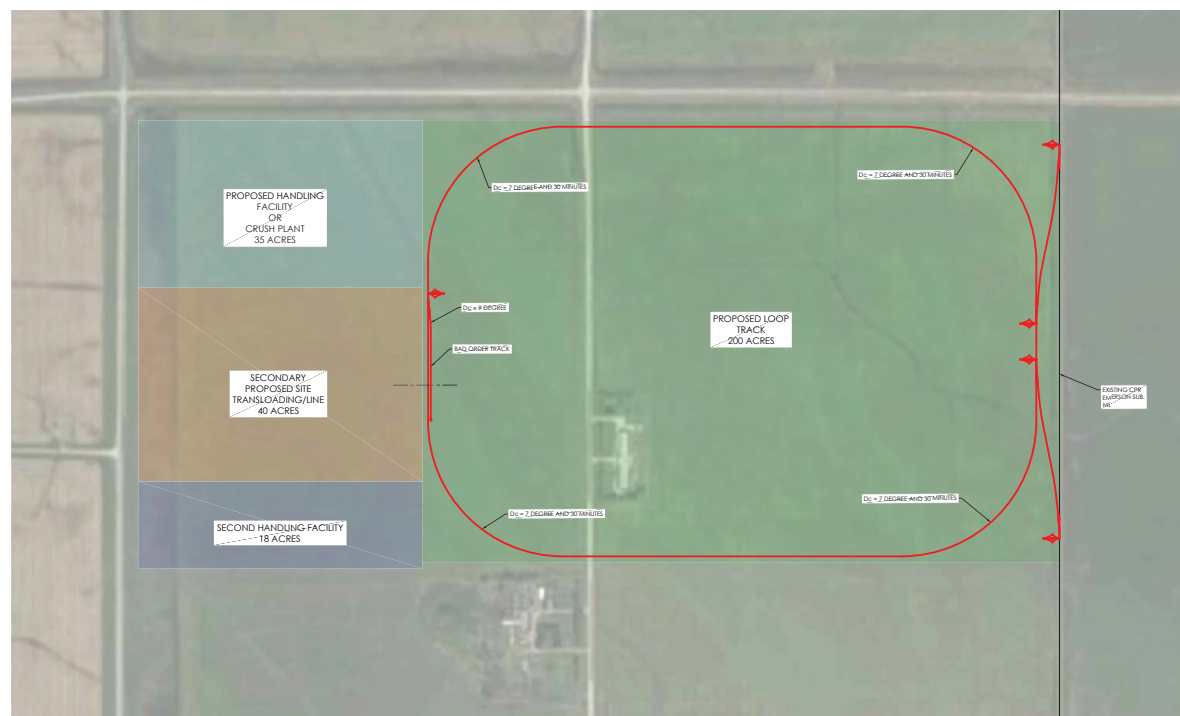 PROPOSED HANDLING
FACILITY
OR
CRUSH PLANT
35 ACRES
Dc = 7 DEGREE AND 30 MINUTES
Dc = 7 DEGREE AND 30 MINUTES
Dc = 9 DEGREE
BAD ORDER TRACK
PROPOSED LOOP
TRACK
200 ACRES
SECONDARY
PROPOSED SITE
TRANSLOADING/LINE
40 ACRES
EXISTING CPR
EMERSON SUB.
MI:
SECOND HANDLING FACILITY
18 ACRES
Dc = 7 DEGREE AND 30 MINUTES
Dc = 7 DEGREE AND 30 MINUTES